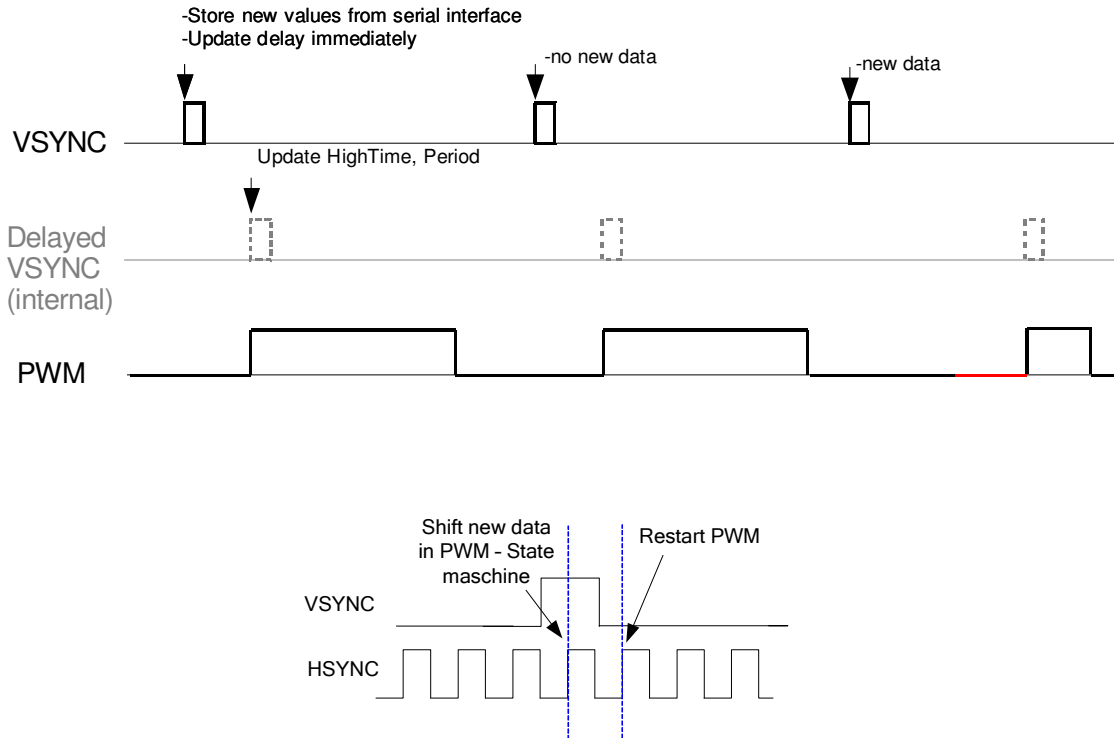 -Store new values from serial interface
-Update delay immediately
-no new data
-new data
VSYNC
Update HighTime, Period
Delayed
VSYNC
(internal)
PWM
Shift new data
in PWM - State
maschine
Restart PWM
VSYNC
HSYNC